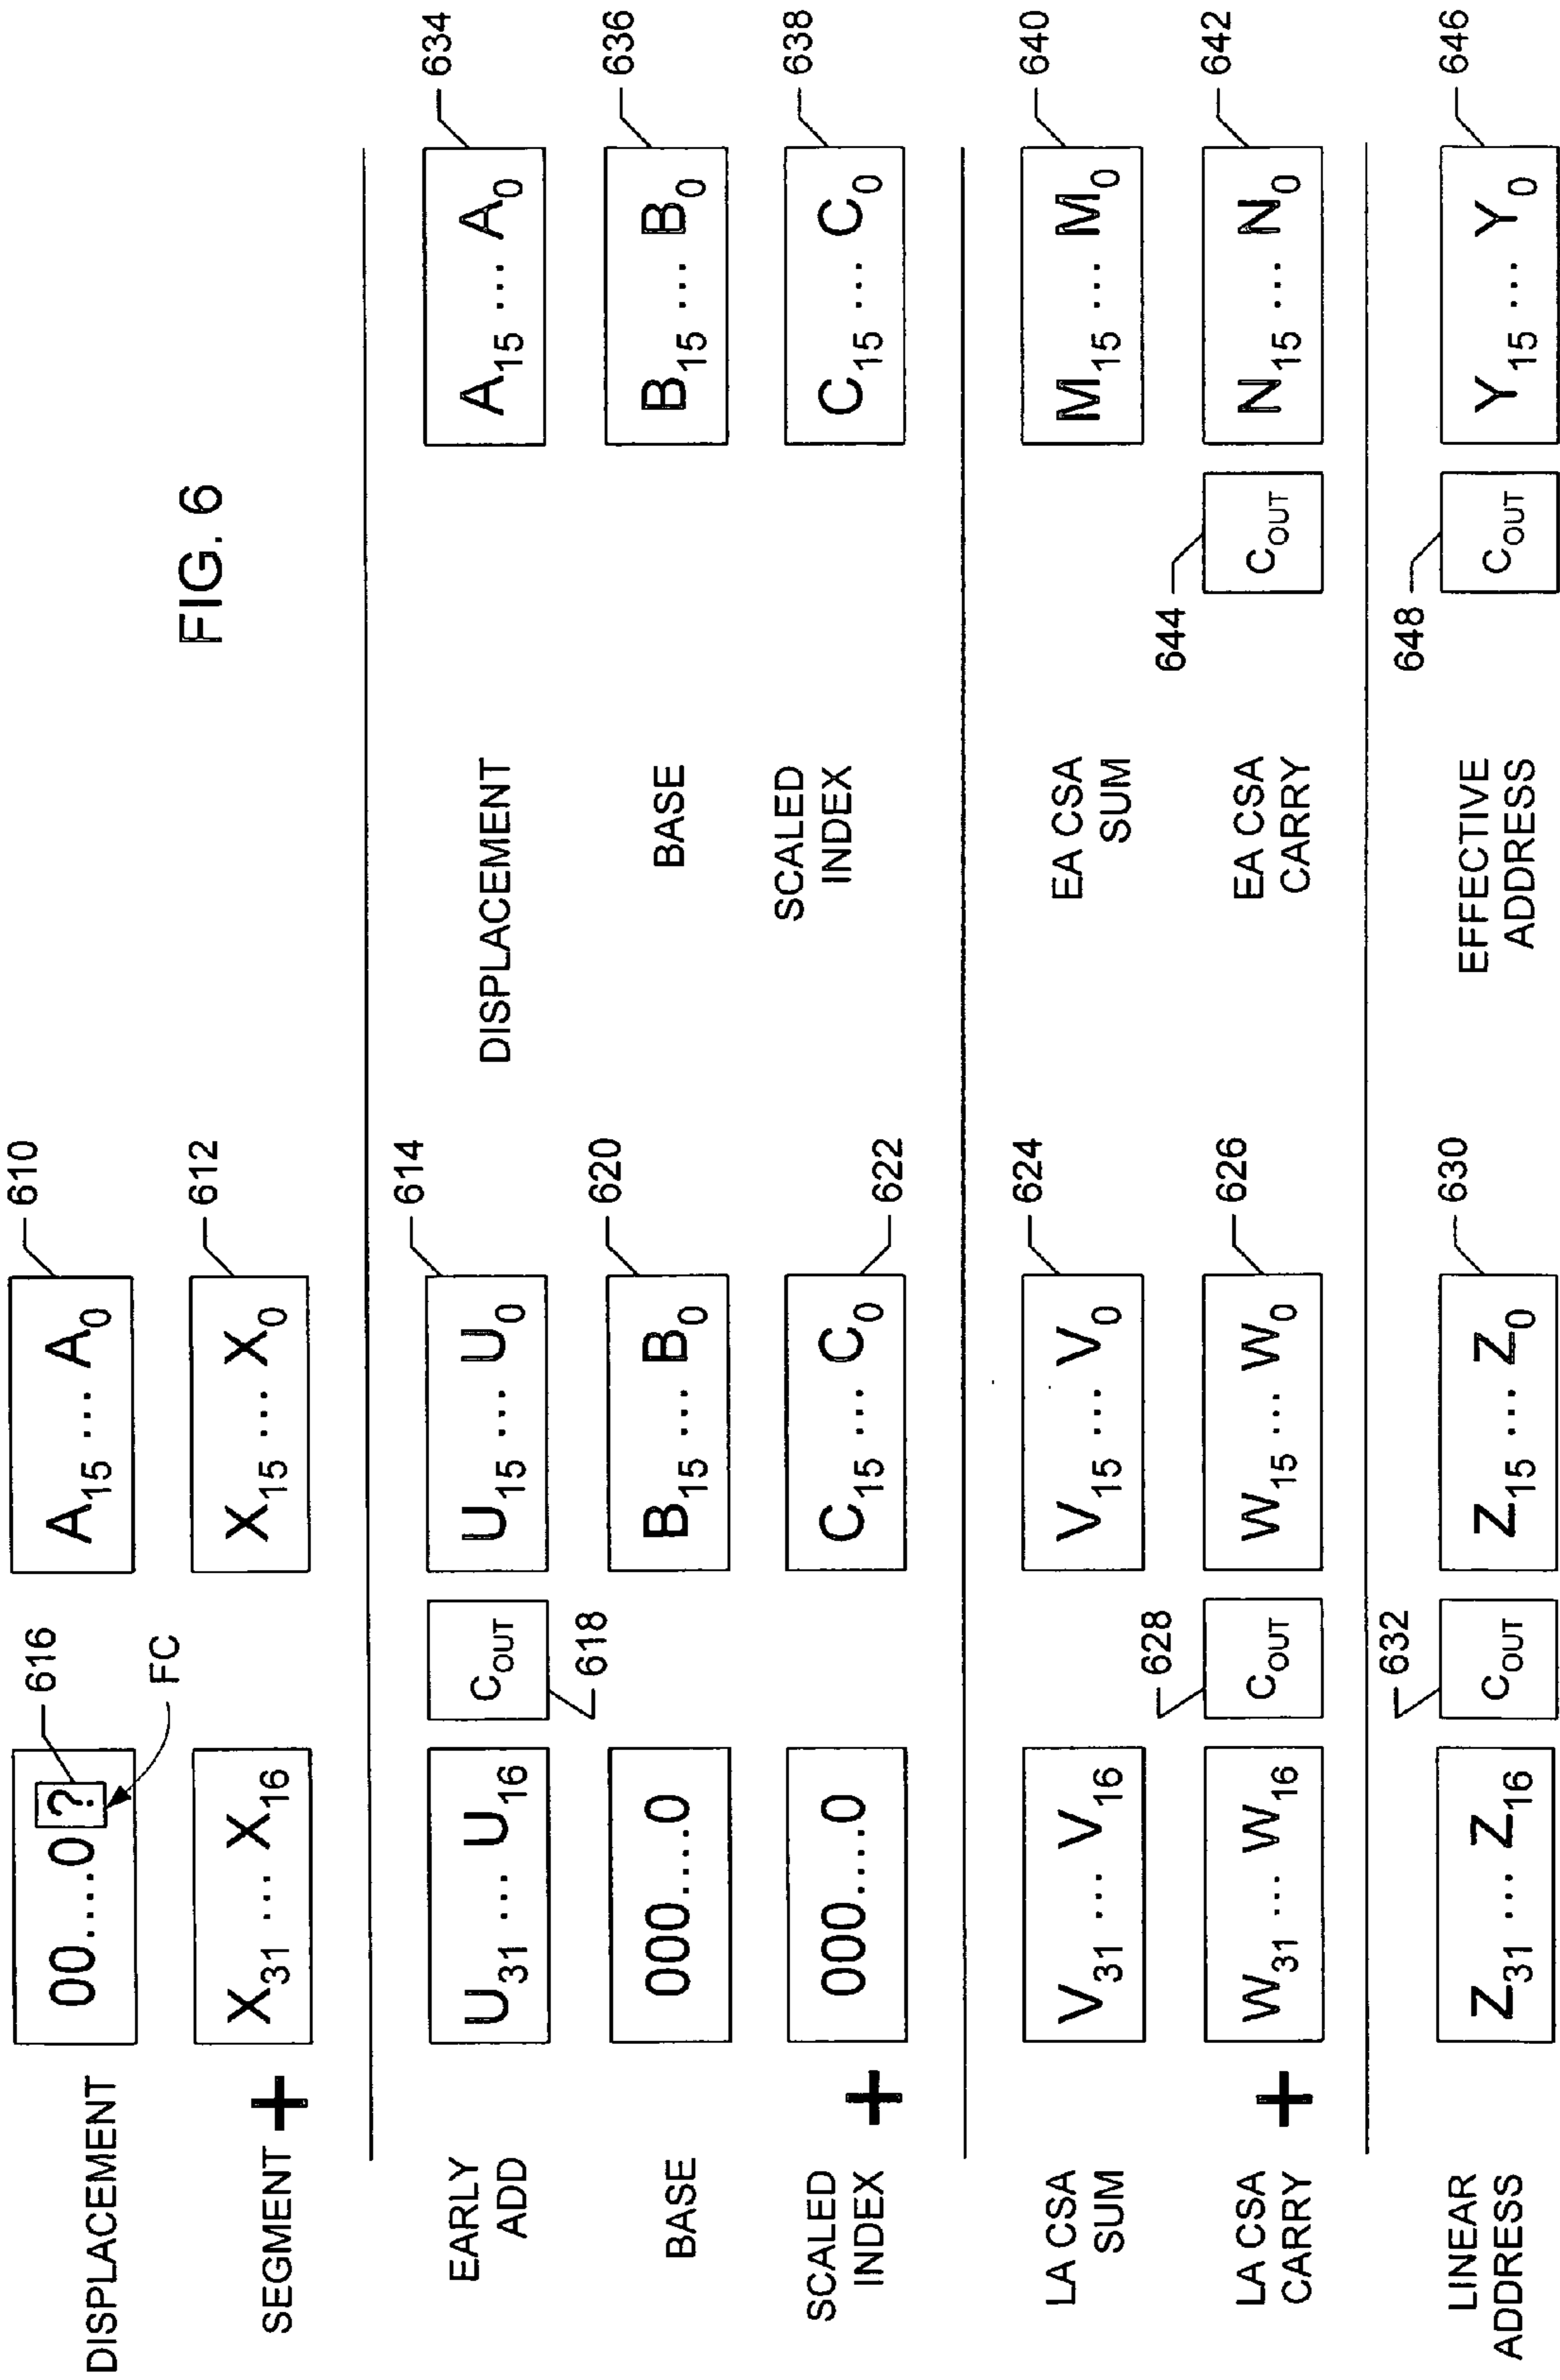 FIG. 6
DISPLACEMENT 00....0? A15 ... A0
616 FC 610
SEGMENT + X31 ... X16 X15 ... X0
612
EARLY ADD U31 ... U16 COUT U15 ... U0
618 614
DISPLACEMENT A15 ... A0
634
BASE 000....0 B15 ... B0
620
BASE B15 ... B0
636
SCALED INDEX + 000....0 C15 ... C0
622
SCALED INDEX C15 ... C0
638
LA CSA SUM V31 ... V16 V15 ... V0
624
EA CSA SUM M15 ... M0
640
LA CSA CARRY + W31 ... W16 COUT W15 ... W0
628 626
EA CSA CARRY COUT N15 ... N0
644 642
LINEAR ADDRESS Z31 ... Z16 COUT Z15 ... Z0
632 630
EFFECTIVE ADDRESS COUT Y15 ... Y0
648 646